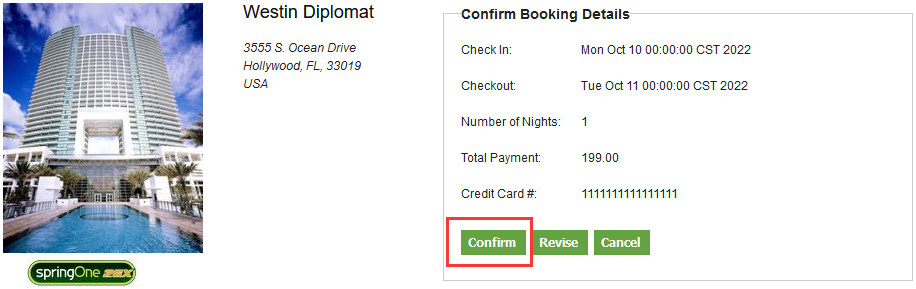 Westin Diplomat
3555 S. Ocean Drive
Hollywood, FL, 33019
USA
springOne 2GX
Confirm Booking Details
Check In: Mon Oct 10 00:00:00 CST 2022
Checkout: Tue Oct 11 00:00:00 CST 2022
Number of Nights: 1
Total Payment: 199.00
Credit Card #: 1111111111111111
Confirm Revise Cancel